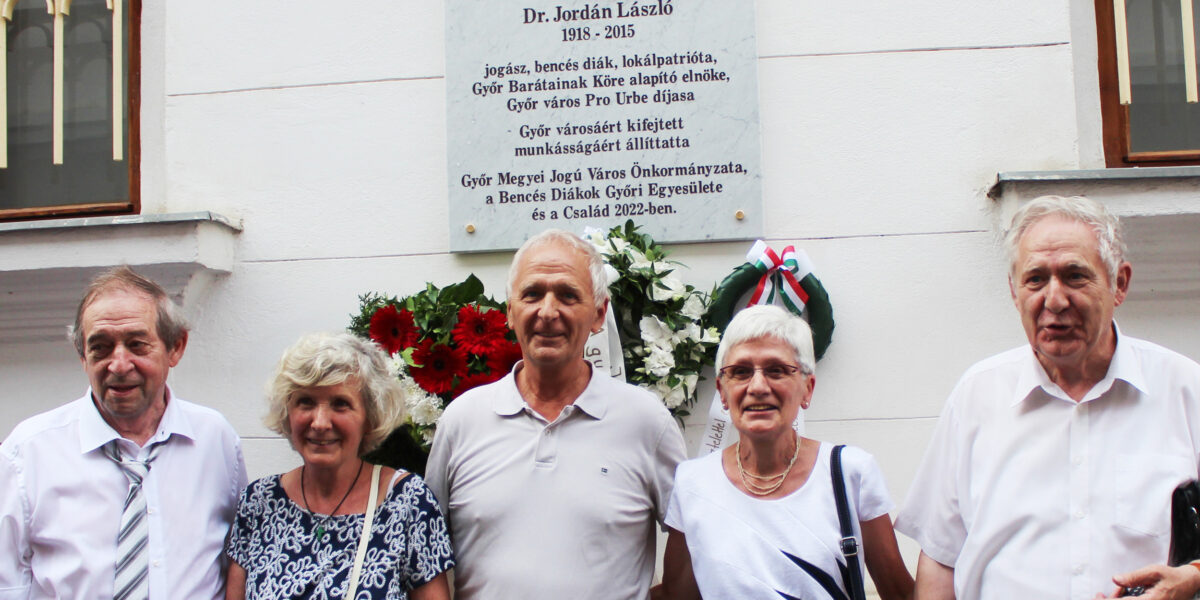 Dr. Jordán László
1918 - 2015
jogász, bencés diák, lokálpatrióta,
Győr Barátainak Köre alapító elnöke,
Győr város Pro Urbe díjasa
Győr városáért kifejtett
munkásságáért állíttatta
Győr Megyei Jogú Város Önkormányzata,
a Bencés Diákok Győri Egyesülete
és a Család 2022-ben.